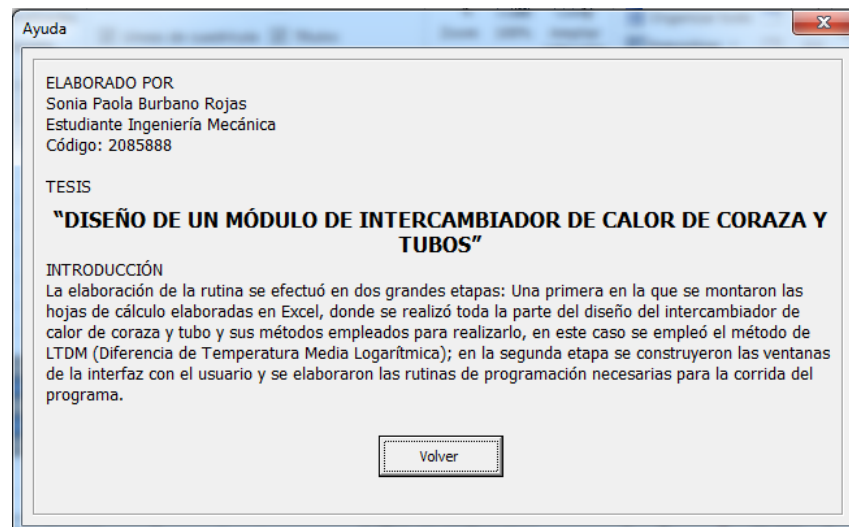 Ayuda
ELABORADO POR
Sonia Paola Burbano Rojas
Estudiante Ingeniería Mecánica
Código: 2085888
TESIS
“DISEÑO DE UN MÓDULO DE INTERCAMBIADOR DE CALOR DE CORAZA Y
TUBOS”
INTRODUCCIÓN
La elaboración de la rutina se efectuó en dos grandes etapas: Una primera en la que se montaron las
hojas de cálculo elaboradas en Excel, donde se realizó toda la parte del diseño del intercambiador de
calor de coraza y tubo y sus métodos empleados para realizarlo, en este caso se empleó el método de
LTDM (Diferencia de Temperatura Media Logarítmica); en la segunda etapa se construyeron las ventanas
de la interfaz con el usuario y se elaboraron las rutinas de programación necesarias para la corrida del
programa.
Volver